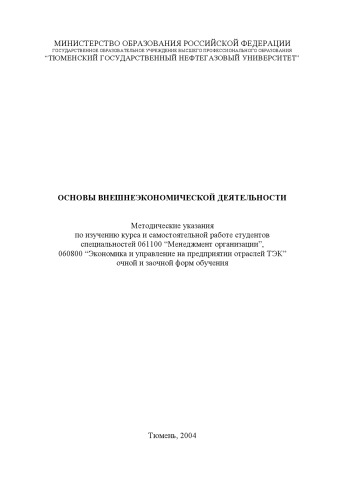 МИНИСТЕРСТВО ОБРАЗОВАНИЯ РОССИЙСКОЙ ФЕДЕРАЦИИ
ГОСУДАРСТВЕННОЕ ОБРАЗОВАТЕЛЬНОЕ УЧРЕЖДЕНИЕ ВЫСШЕГО ПРОФЕССИОНАЛЬНОГО ОБРАЗОВАНИЯ
“ТЮМЕНСКИЙ ГОСУДАРСТВЕННЫЙ НЕФТЕГАЗОВЫЙ УНИВЕРСИТЕТ”
ОСНОВЫ ВНЕШНЕЭКОНОМИЧЕСКОЙ ДЕЯТЕЛЬНОСТИ
Методические указания
по изучению курса и самостоятельной работе студентов
специальностей 061100 “Менеджмент организации”,
060800 “Экономика и управление на предприятии отраслей ТЭК”
очной и заочной форм обучения
Тюмень, 2004